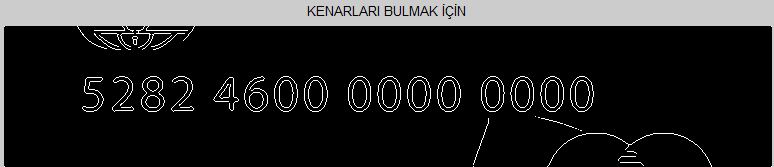 KENARLARI BULMAK İÇİN
5282 4600 0000 0000